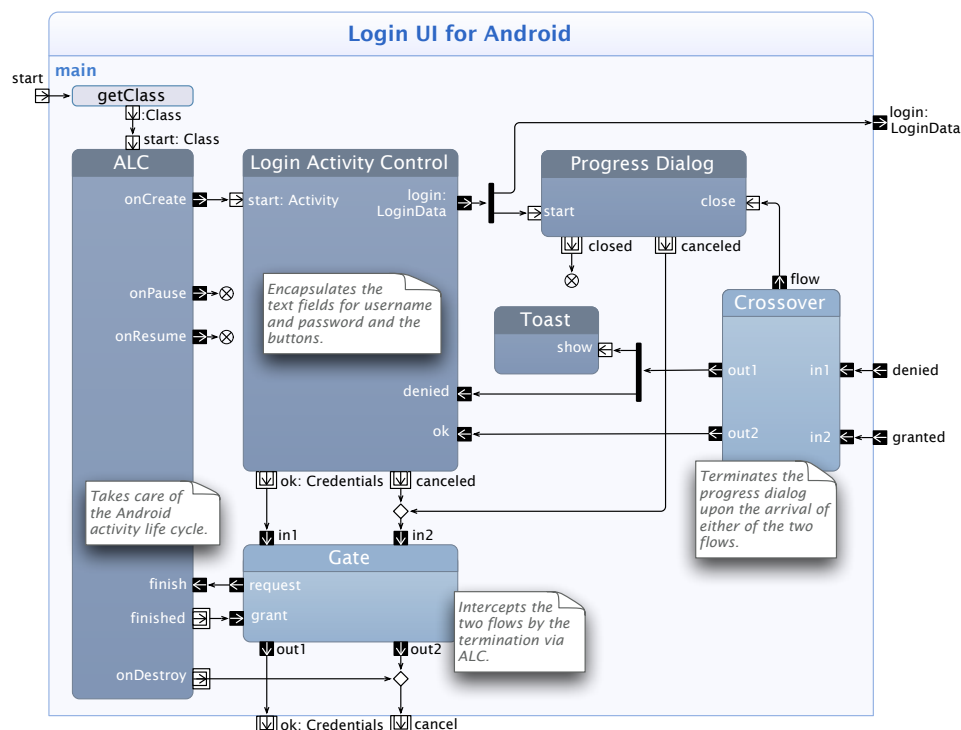 Login UI for Android
main
start
getClass
:Class
start: Class
login:
LoginData
ALC
Login Activity Control
Progress Dialog
onCreate
start: Activity
login:
LoginData
start
close
closed
canceled
onPause
onResume
Encapsulates the
text fields for username
and password and the
buttons.
flow
Crossover
Toast
show
out1
in1
denied
denied
ok
out2
in2
granted
ok: Credentials
canceled
Takes care of
the Android
activity life cycle.
Terminates the
progress dialog
upon the arrival of
either of the two
flows.
in1
in2
Gate
finish
request
finished
grant
Intercepts the
two flows by the
termination via
ALC.
out1
out2
onDestroy
ok: Credentials
cancel